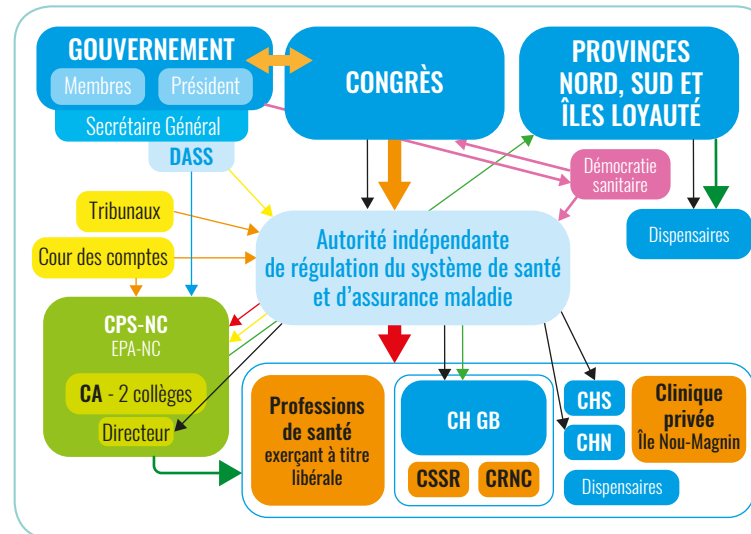 GOUVERNEMENT
Membres
Président
Secrétaire Général
DASS
CONGRÈS
PROVINCES
NORD, SUD ET
ÎLES LOYAUTÉ
Démocratie
sanitaire
Dispensaires
Tribunaux
Cour des comptes
Autorité indépendante
de régulation du système de santé
et d'assurance maladie
CPS-NC
EPA-NC
CA - 2 collèges
Directeur
Professions
de santé
exerçant à titre
libérale
CH GB
CSSR
CRNC
CHS
CHN
Clinique
privée
Île Nou-Magnin
Dispensaires